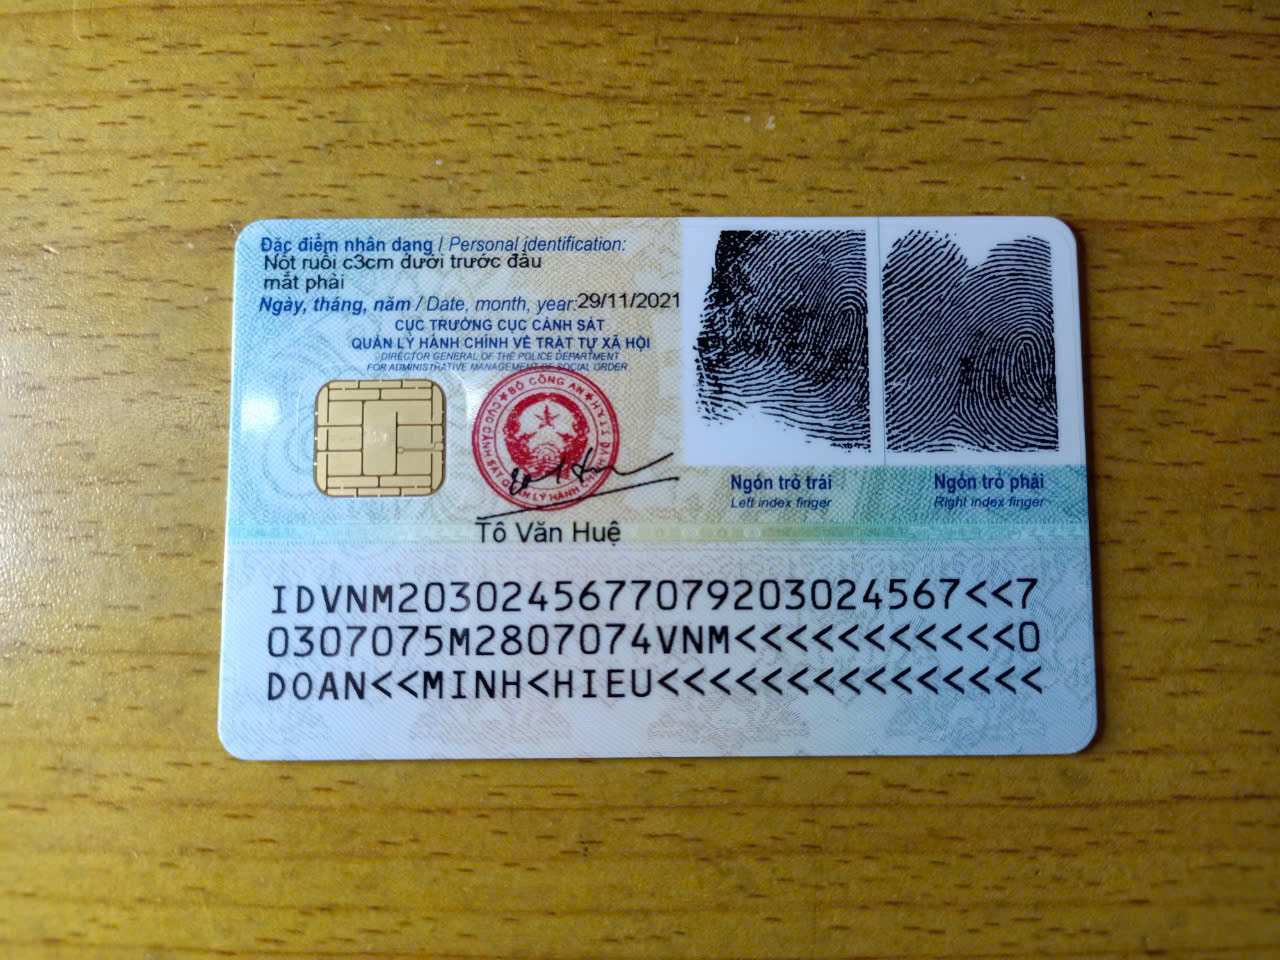 Đặc điểm nhân dạng / Personal identification:
Nốt ruồi c3cm dưới trước đầu
mắt phải
Ngày, tháng, năm / Date, month, year: 29/11/2021
CỤC TRƯỞNG CỤC CẢNH SÁT
QUẢN LÝ HÀNH CHÍNH VỀ TRẬT TỰ XÃ HỘI
DIRECTOR GENERAL OF THE POLICE DEPARTMENT
FOR ADMINISTRATIVE MANAGEMENT OF SOCIAL ORDER
BỘ CÔNG AN
CỤC CẢNH SÁT QUẢN LÝ HÀNH CHÍNH
Tô Văn Huệ
Ngón trỏ trái
Left index finger
Ngón trỏ phải
Right index finger
IDVNM2030245677079203024567<<7
0307075M2807074VNM<<<<<<<<<<<0
DOAN<<MINH<HIEU<<<<<<<<<<<<<<<